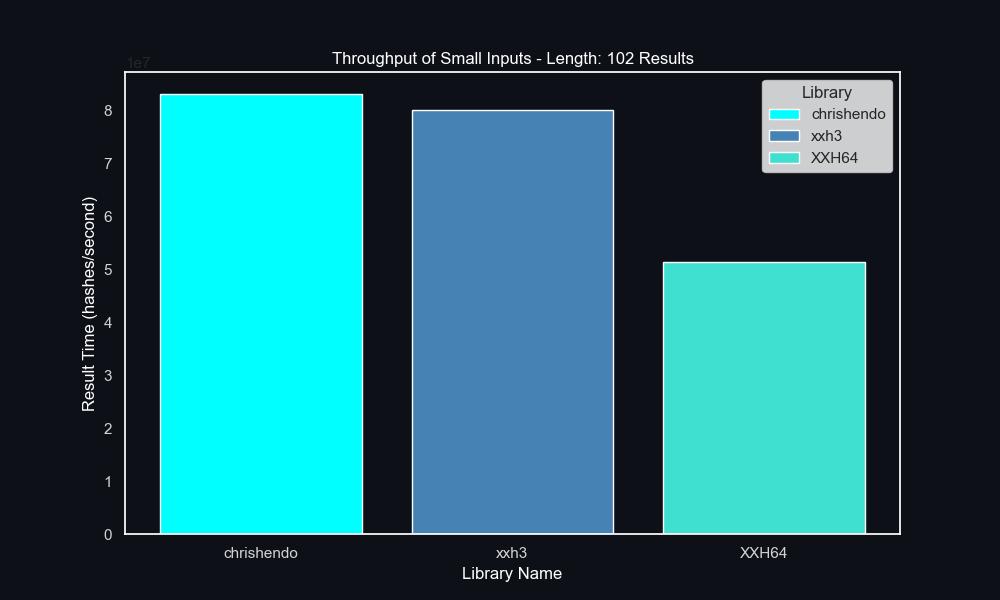 Throughput of Small Inputs - Length: 102 Results
1e7
8
7
6
5
4
3
2
1
0
Result Time (hashes/second)
Library
chrishendo
xxh3
XXH64
chrishendo
xxh3
XXH64
Library Name